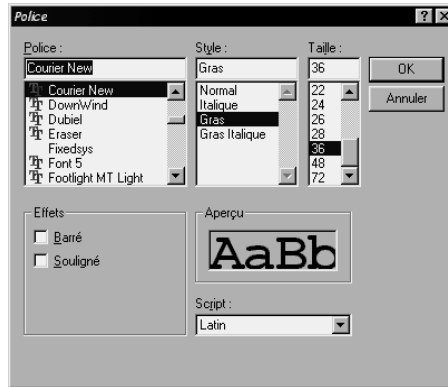 Police
Police :
Courier New
Courier New
DownWind
Dubiel
Eraser
Fixedsys
Font 5
Footlight MT Light
Style :
Gras
Normal
Italique
Gras
Gras Italique
Taille :
36
22
24
26
28
36
48
72
OK
Annuler
Effets
Barré
Souligné
Aperçu
AaBb
Script :
Latin